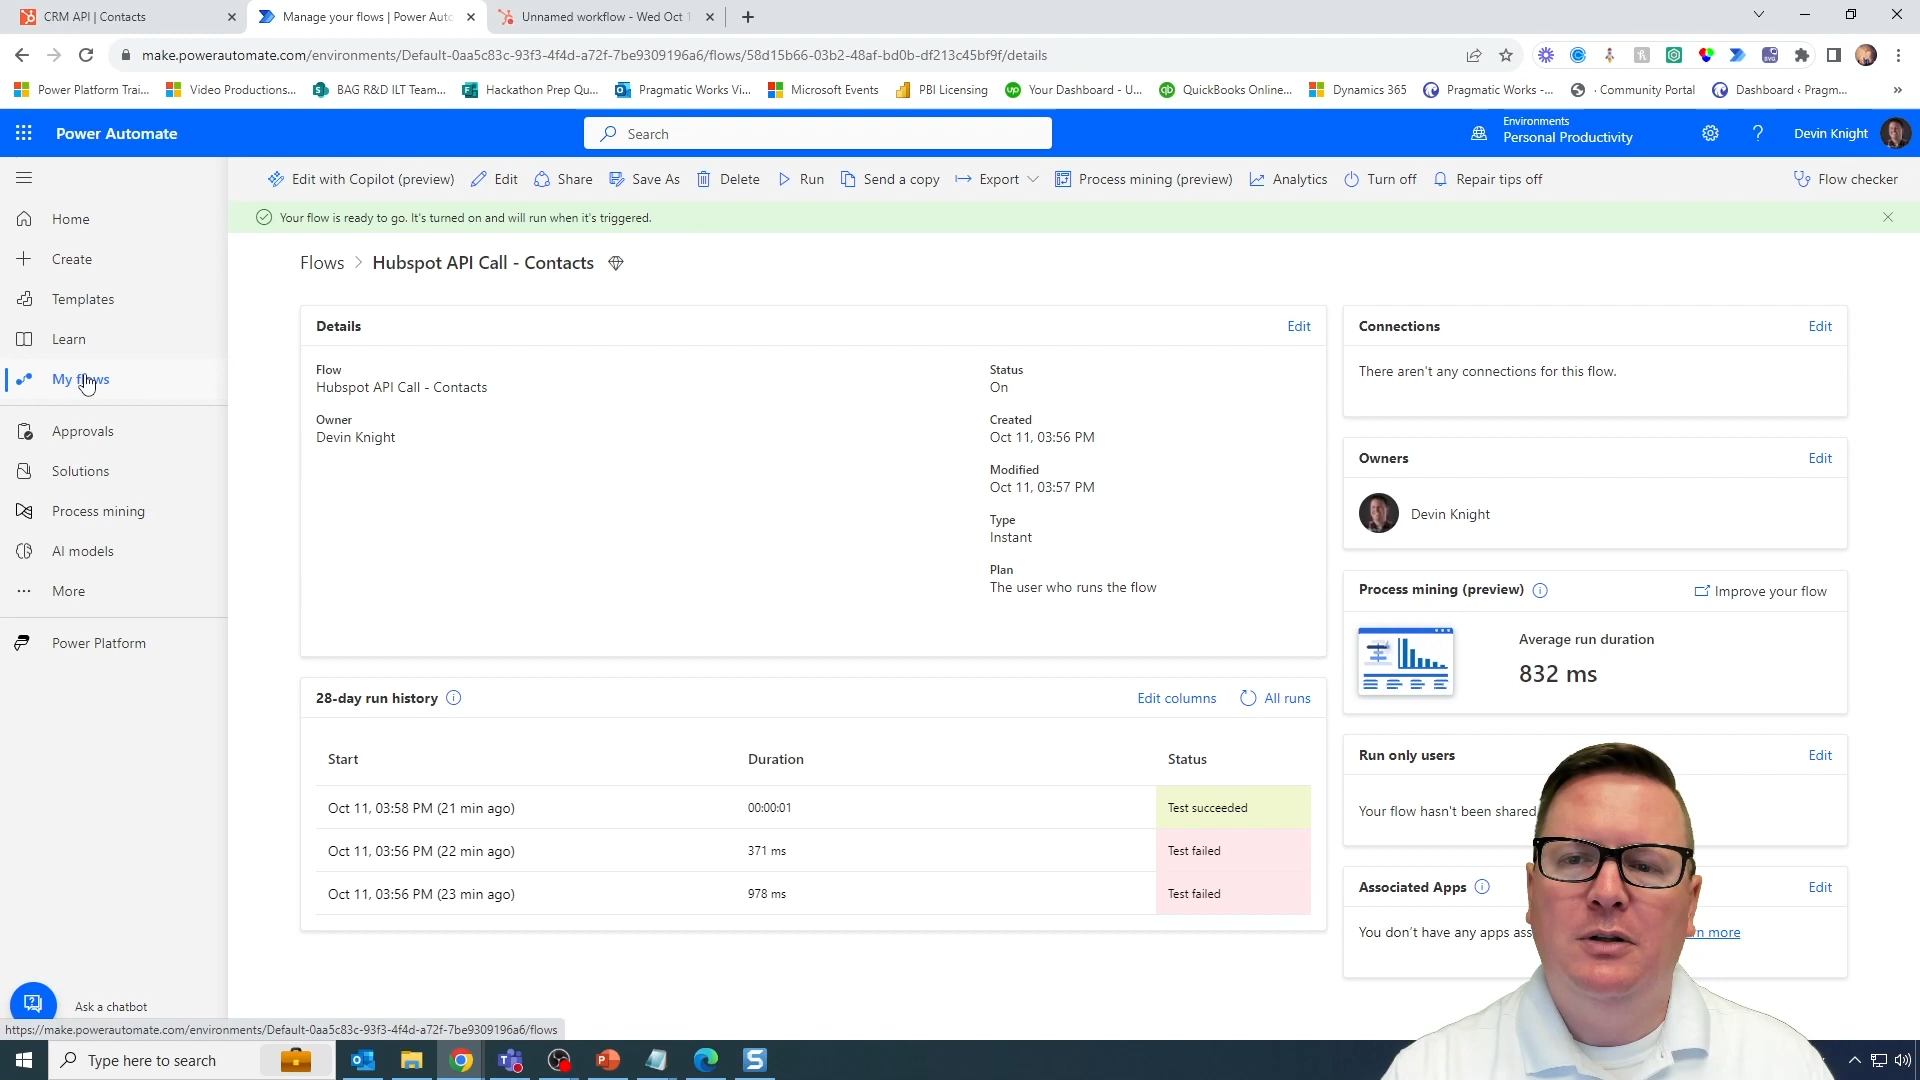 CRM API | Contacts
Manage your flows | Power Auto
Unnamed workflow - Wed Oct 1
make.powerautomate.com/environments/Default-0aa5c83c-93f3-4f4d-a72f-7be9309196a6/flows/58d15b66-03b2-48af-bd0b-df213c45bf9f/details
Power Platform Trai...
Video Productions...
BAG R&D ILT Team...
Hackathon Prep Qu...
Pragmatic Works Vi...
Microsoft Events
PBI Licensing
Your Dashboard - U...
QuickBooks Online...
Dynamics 365
Pragmatic Works -...
· Community Portal
Dashboard ‹ Pragm...
Power Automate
Search
Environments
Personal Productivity
Devin Knight
Edit with Copilot (preview)
Edit
Share
Save As
Delete
Run
Send a copy
Export
Process mining (preview)
Analytics
Turn off
Repair tips off
Flow checker
Your flow is ready to go. It's turned on and will run when it's triggered.
Home
Create
Templates
Learn
My flows
Approvals
Solutions
Process mining
AI models
More
Power Platform
Ask a chatbot
Flows > Hubspot API Call - Contacts
Details
Edit
Flow
Hubspot API Call - Contacts
Owner
Devin Knight
Status
On
Created
Oct 11, 03:56 PM
Modified
Oct 11, 03:57 PM
Type
Instant
Plan
The user who runs the flow
28-day run history
Edit columns
All runs
Start Duration Status
Oct 11, 03:58 PM (21 min ago) 00:00:01 Test succeeded
Oct 11, 03:56 PM (22 min ago) 371 ms Test failed
Oct 11, 03:56 PM (23 min ago) 978 ms Test failed
Connections
Edit
There aren't any connections for this flow.
Owners
Edit
Devin Knight
Process mining (preview)
Improve your flow
Average run duration
832 ms
Run only users
Edit
Your flow hasn't been shared
Associated Apps
Edit
You don't have any apps ass
n more
https://make.powerautomate.com/environments/Default-0aa5c83c-93f3-4f4d-a72f-7be9309196a6/flows
Type here to search